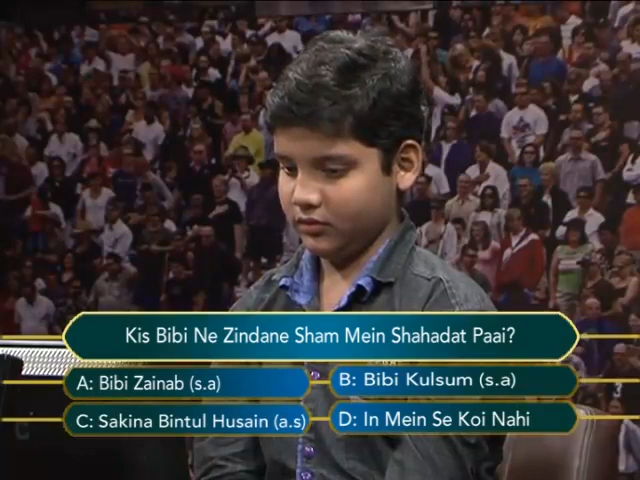 Kis Bibi Ne Zindane Sham Mein Shahadat Paai?
A: Bibi Zainab (s.a)
B: Bibi Kulsum (s.a)
C: Sakina Bintul Husain (a.s)
D: In Mein Se Koi Nahi